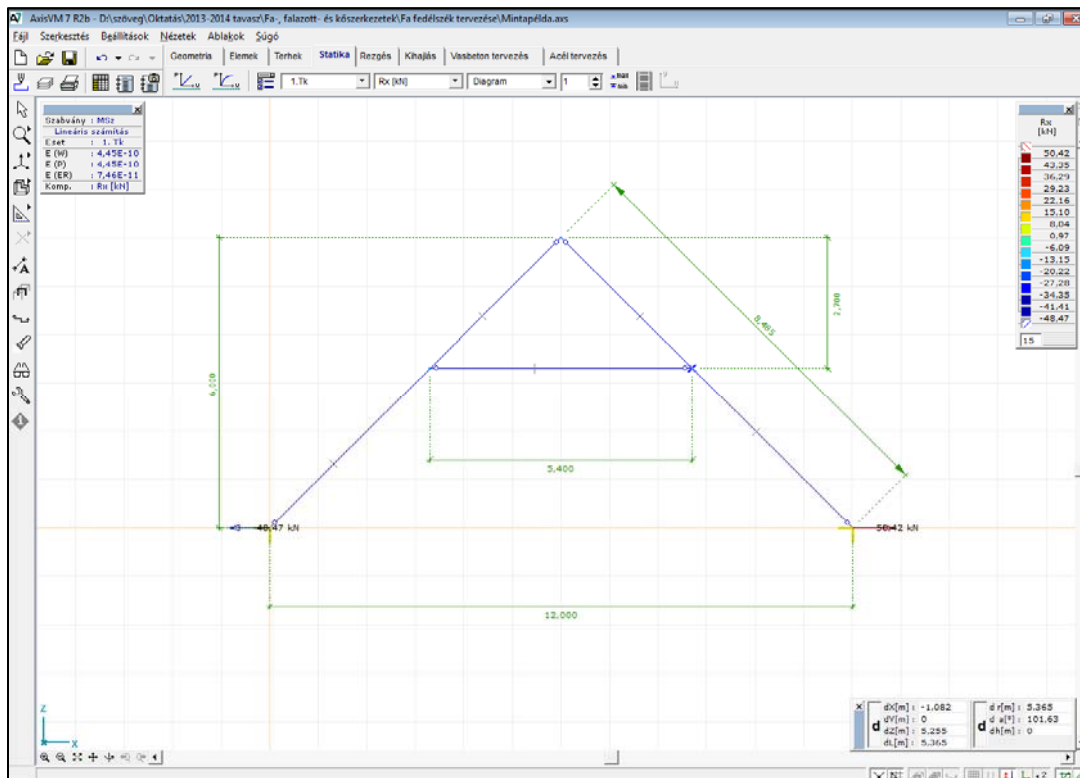 AxisVM 7 R2b - D:\szöveg\Oktatás\2013-2014 tavasz\Fa-, falazott- és kőszerkezetek\Fa fedélszék tervezése\Mintapélda.axs
Fájl Szerkesztés Beállítások Nézetek Ablakok Súgó
Geometria Elemek Terhek Statika Rezgés Kihajlás Vasbeton tervezés Acél tervezés
1.Tk Rx [kN] Diagram 1
Szabvány : MSz
Lineáris számítás
Eset : 1. Tk
E (W) : 4,45E-10
E (P) : 4,45E-10
E (ER) : 7,46E-11
Komp. : Rx [kN]
Rx
[kN]
50,42
43,35
36,29
29,23
22,16
15,10
8,04
0,97
-6,09
-13,15
-20,22
-27,28
-34,35
-41,41
-48,47
15
6,000
8,485
2,700
5,400
-48,47 kN
50,42 kN
12,000
Z
X
d
dX[m] : -1,082
dY[m] : 0
dZ[m] : 5,255
dL[m] : 5,365
d
d r[m] : 5,365
d a[°] : 101,63
dh[m] : 0